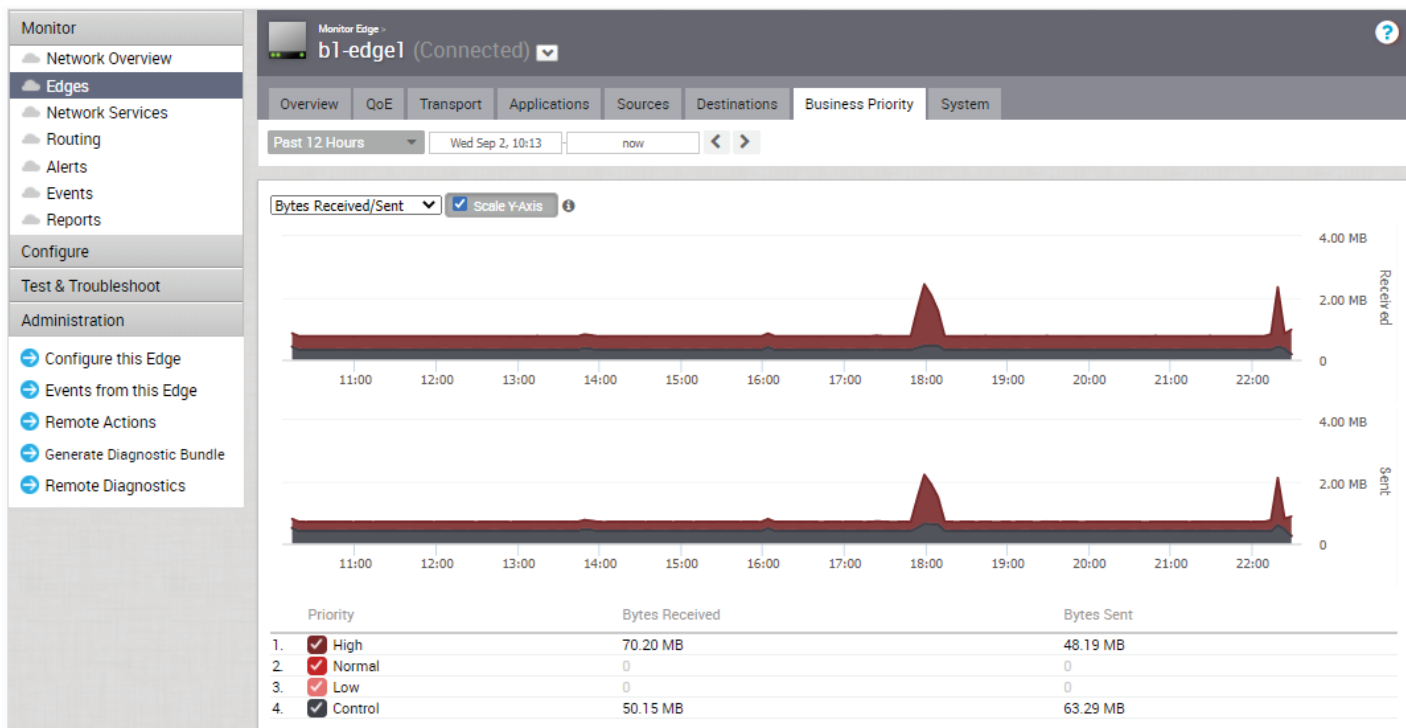 Monitor
Network Overview
Edges
Network Services
Routing
Alerts
Events
Reports
Configure
Test & Troubleshoot
Administration
Configure this Edge
Events from this Edge
Remote Actions
Generate Diagnostic Bundle
Remote Diagnostics
Monitor Edge >
b1-edge1 (Connected)
?
Overview QoE Transport Applications Sources Destinations Business Priority System
Past 12 Hours Wed Sep 2, 10:13 - now < >
Bytes Received/Sent Scale Y-Axis i
4.00 MB
2.00 MB
0
Received
11:00 12:00 13:00 14:00 15:00 16:00 17:00 18:00 19:00 20:00 21:00 22:00
4.00 MB
2.00 MB
0
Sent
11:00 12:00 13:00 14:00 15:00 16:00 17:00 18:00 19:00 20:00 21:00 22:00
Priority Bytes Received Bytes Sent
1. High 70.20 MB 48.19 MB
2. Normal 0 0
3. Low 0 0
4. Control 50.15 MB 63.29 MB